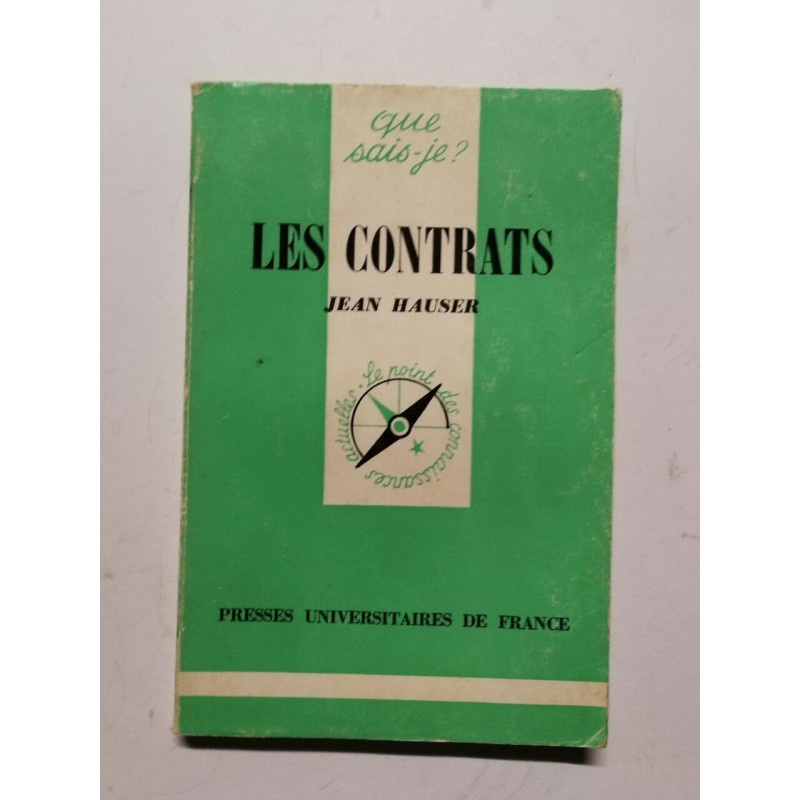 que
sais-je?
LES CONTRATS
JEAN HAUSER
le point des connaissances actuelles
PRESSES UNIVERSITAIRES DE FRANCE